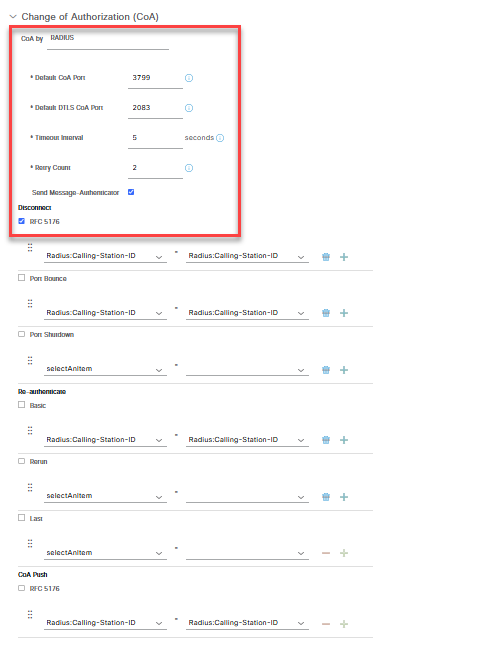 Change of Authorization (CoA)
CoA by RADIUS
* Default CoA Port 3799
* Default DTLS CoA Port 2083
* Timeout Interval 5 seconds
* Retry Count 2
Send Message-Authenticator
Disconnect
RFC 5176
Radius:Calling-Station-ID = Radius:Calling-Station-ID
Port Bounce
Radius:Calling-Station-ID = Radius:Calling-Station-ID
Port Shutdown
selectAnItem =
Re-authenticate
Basic
Radius:Calling-Station-ID = Radius:Calling-Station-ID
Rerun
selectAnItem =
Last
selectAnItem =
CoA Push
RFC 5176
Radius:Calling-Station-ID = Radius:Calling-Station-ID